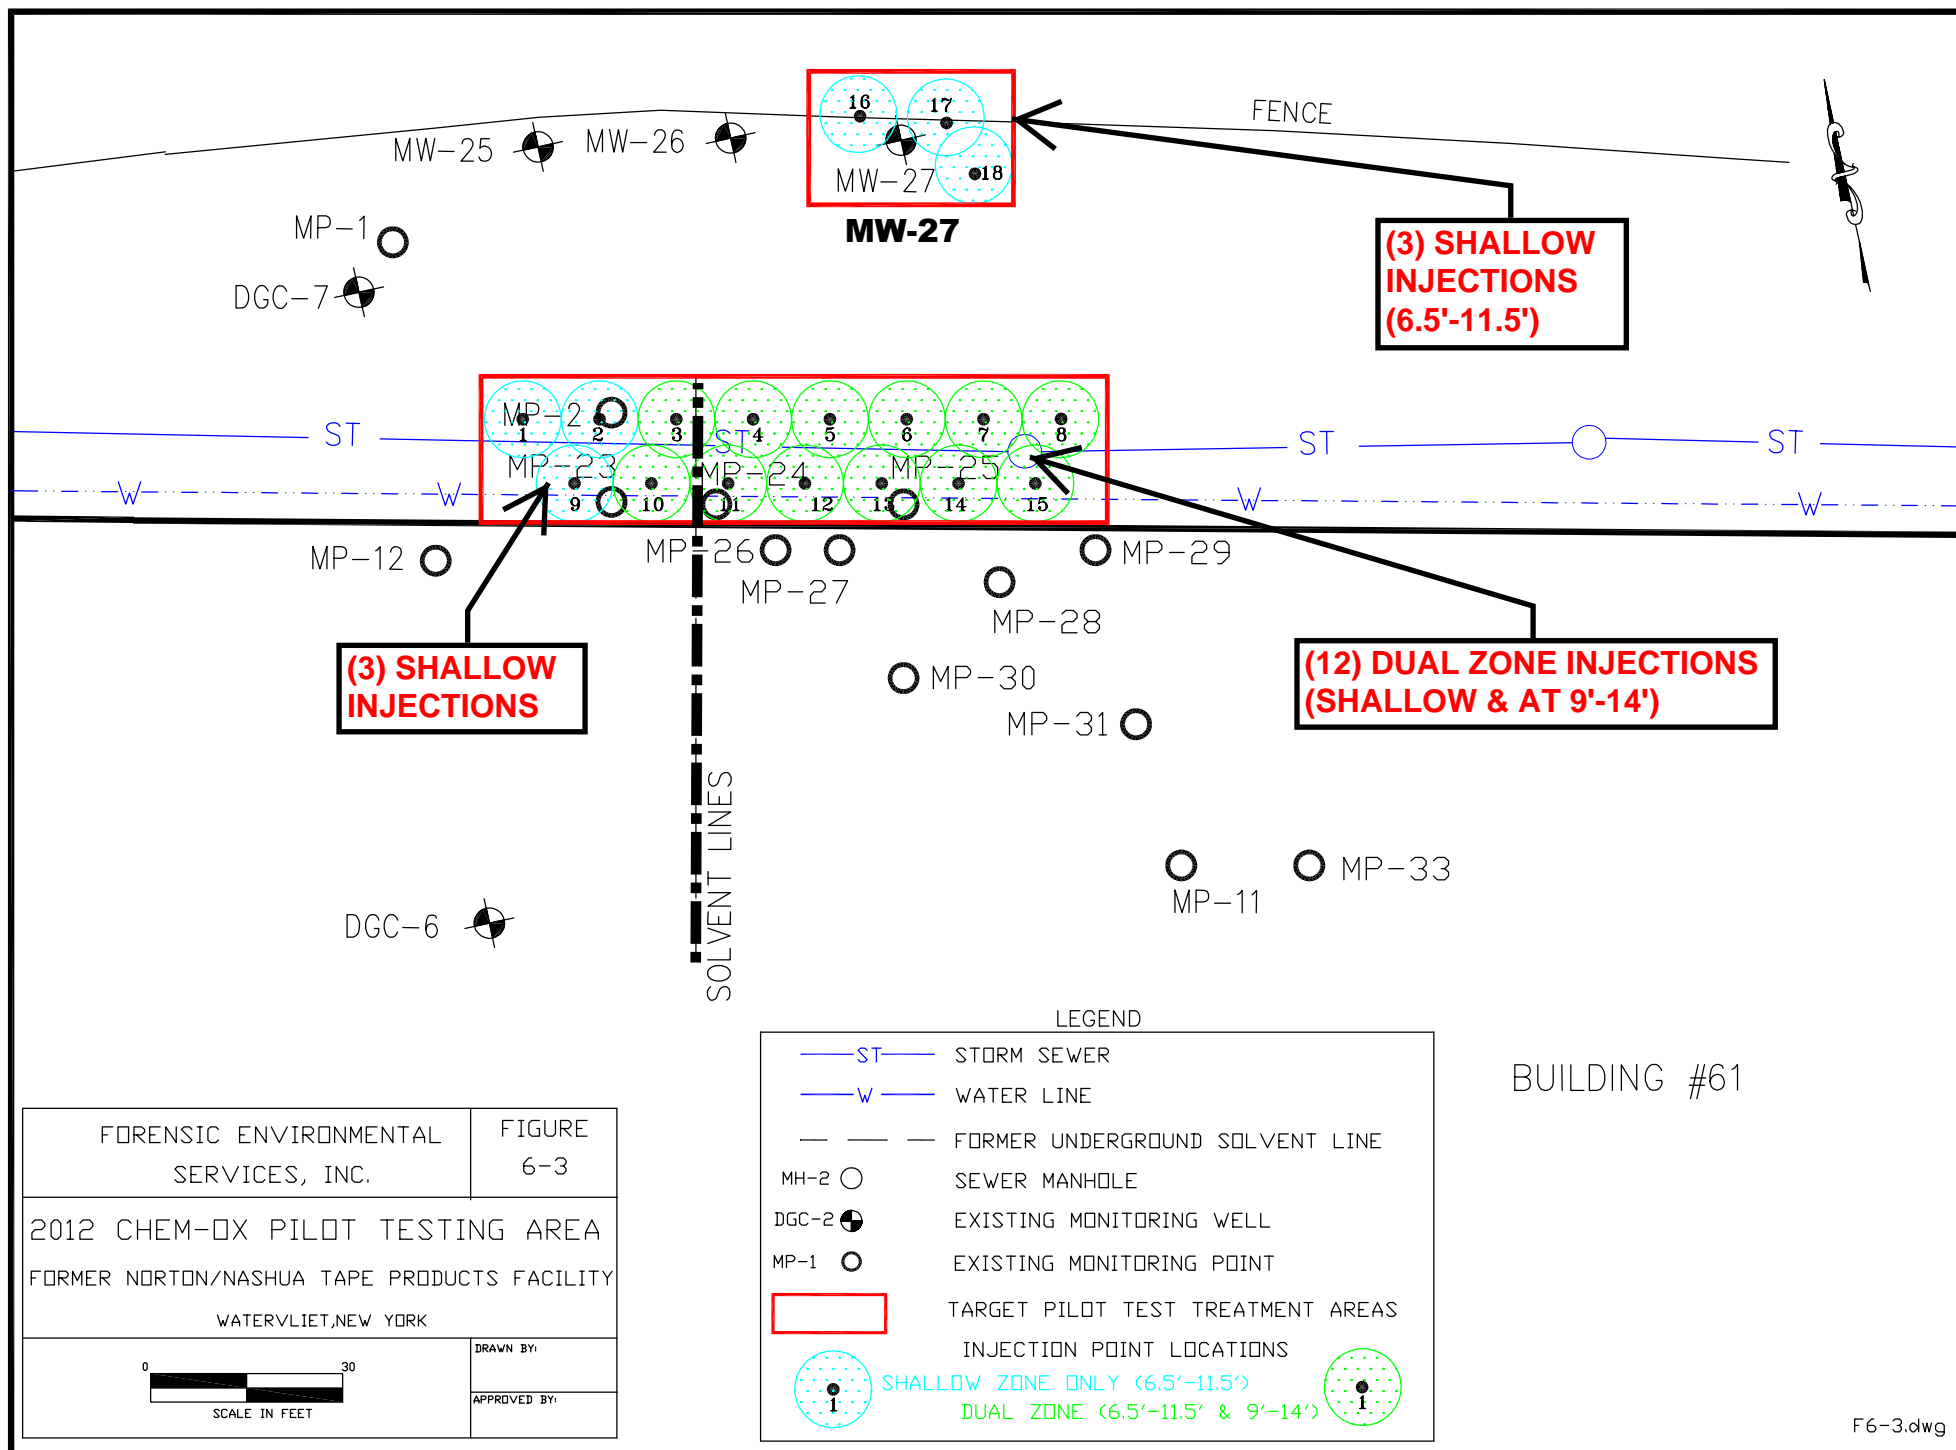 16
17
FENCE
MW-25
MW-26
MW-27
18
MW-27
MP-1
DGC-7
(3) SHALLOW
INJECTIONS
(6.5'-11.5')
MP-2
1
2
3
4
5
6
7
8
ST
ST
ST
ST
MP-23
MP-24
MP-25
W
W
9
10
11
12
13
14
15
W
W
MP-12
MP-26
MP-27
MP-29
MP-28
(3) SHALLOW
INJECTIONS
(12) DUAL ZONE INJECTIONS
(SHALLOW & AT 9'-14')
MP-30
MP-31
SOLVENT LINES
MP-11
MP-33
DGC-6
BUILDING #61
LEGEND
ST STORM SEWER
W WATER LINE
FORMER UNDERGROUND SOLVENT LINE
MH-2 SEWER MANHOLE
DGC-2 EXISTING MONITORING WELL
MP-1 EXISTING MONITORING POINT
TARGET PILOT TEST TREATMENT AREAS
INJECTION POINT LOCATIONS
1 SHALLOW ZONE ONLY (6.5'-11.5')
DUAL ZONE (6.5'-11.5' & 9'-14') 1
FORENSIC ENVIRONMENTAL
SERVICES, INC.
FIGURE
6-3
2012 CHEM-OX PILOT TESTING AREA
FORMER NORTON/NASHUA TAPE PRODUCTS FACILITY
WATERVLIET,NEW YORK
0 30
SCALE IN FEET
DRAWN BY:
APPROVED BY:
F6-3.dwg